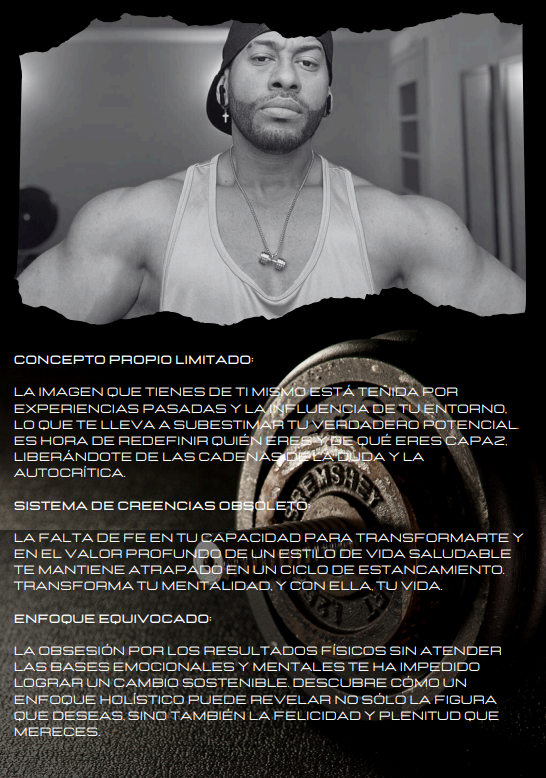 CONCEPTO PROPIO LIMITADO:
LA IMAGEN QUE TIENES DE TI MISMO ESTÁ TEÑIDA POR
EXPERIENCIAS PASADAS Y LA INFLUENCIA DE TU ENTORNO,
LO QUE TE LLEVA A SUBESTIMAR TU VERDADERO POTENCIAL.
ES HORA DE REDEFINIR QUIÉN ERES Y DE QUÉ ERES CAPAZ,
LIBERÁNDOTE DE LAS CADENAS DE LA DUDA Y LA
AUTOCRÍTICA.
SISTEMA DE CREENCIAS OBSOLETO:
LA FALTA DE FE EN TU CAPACIDAD PARA TRANSFORMARTE Y
EN EL VALOR PROFUNDO DE UN ESTILO DE VIDA SALUDABLE
TE MANTIENE ATRAPADO EN UN CICLO DE ESTANCAMIENTO.
TRANSFORMA TU MENTALIDAD, Y CON ELLA, TU VIDA.
ENFOQUE EQUIVOCADO:
LA OBSESIÓN POR LOS RESULTADOS FÍSICOS SIN ATENDER
LAS BASES EMOCIONALES Y MENTALES TE HA IMPEDIDO
LOGRAR UN CAMBIO SOSTENIBLE. DESCUBRE CÓMO UN
ENFOQUE HOLÍSTICO PUEDE REVELAR NO SÓLO LA FIGURA
QUE DESEAS, SINO TAMBIÉN LA FELICIDAD Y PLENITUD QUE
MERECES.